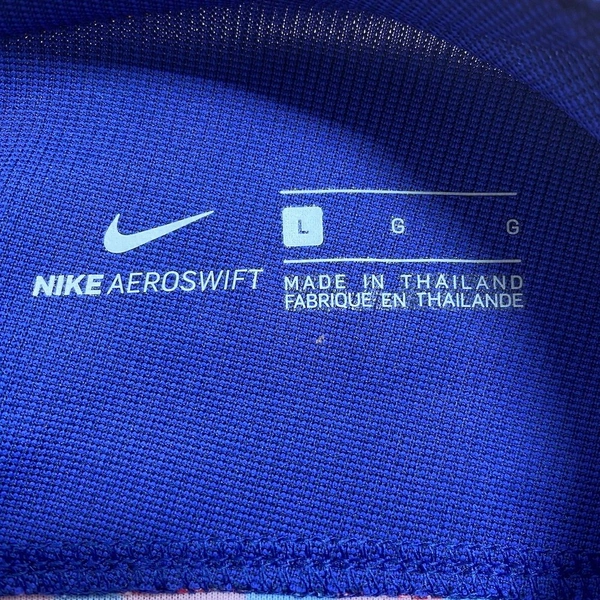 L G G
NIKE AEROSWIFT
MADE IN THAILAND
FABRIQUE EN THAILANDE